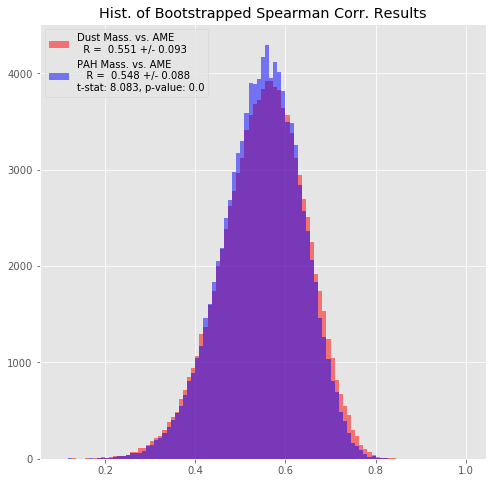 Hist. of Bootstrapped Spearman Corr. Results
Dust Mass. vs. AME
R = 0.551 +/- 0.093
PAH Mass. vs. AME
R = 0.548 +/- 0.088
t-stat: 8.083, p-value: 0.0
4000
3000
2000
1000
0
0.2 0.4 0.6 0.8 1.0